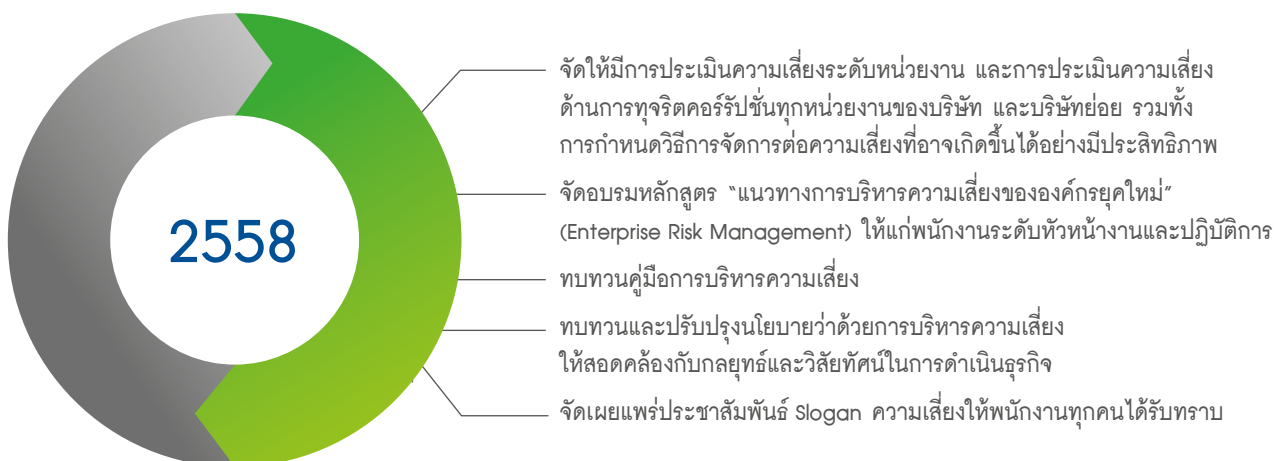 2558
จัดให้มีการประเมินความเสี่ยงระดับหน่วยงาน และการประเมินความเสี่ยง
ด้านการทุจริตคอร์รัปชั่นทุกหน่วยงานของบริษัท และบริษัทย่อย รวมทั้ง
การกำหนดวิธีการจัดการต่อความเสี่ยงที่อาจเกิดขึ้นได้อย่างมีประสิทธิภาพ
จัดอบรมหลักสูตร “แนวทางการบริหารความเสี่ยงขององค์กรยุคใหม่”
(Enterprise Risk Management) ให้แก่พนักงานระดับหัวหน้างานและปฏิบัติการ
ทบทวนคู่มือการบริหารความเสี่ยง
ทบทวนและปรับปรุงนโยบายว่าด้วยการบริหารความเสี่ยง
ให้สอดคล้องกับกลยุทธ์และวิสัยทัศน์ในการดำเนินธุรกิจ
จัดเผยแพร่ประชาสัมพันธ์ Slogan ความเสี่ยงให้พนักงานทุกคนได้รับทราบ